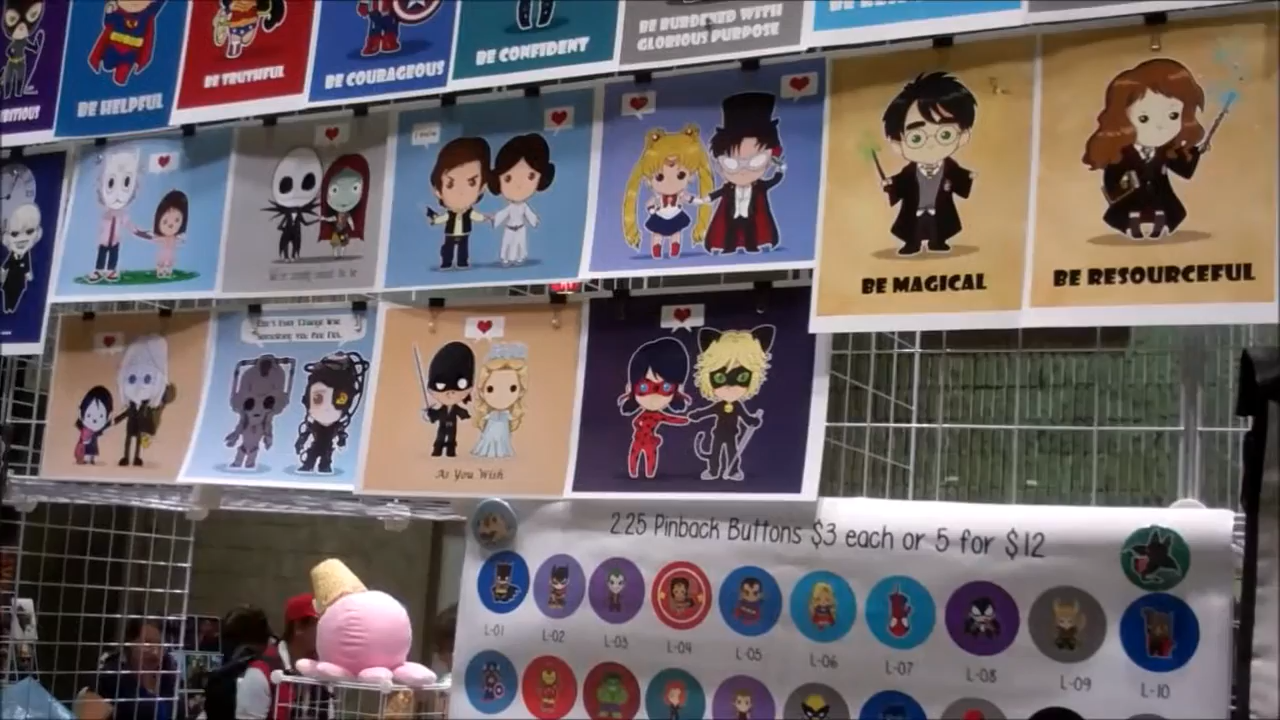 BE HELPFUL
BE TRUTHFUL
BE COURAGEOUS
BE CONFIDENT
BE BURDENED WITH
GLORIOUS PURPOSE
BE MAGICAL
BE RESOURCEFUL
As You Wish
2.25 Pinback Buttons $3 each or 5 for $12
L-01 L-02 L-03 L-04 L-05 L-06 L-07 L-08 L-09 L-10